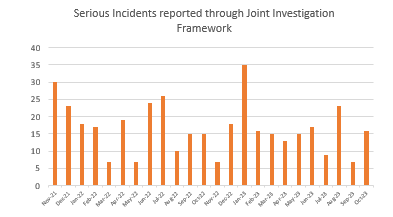 Serious Incidents reported through Joint Investigation
Framework
40
35
30
25
20
15
10
5
0
Nov-21
Dec-21
Jan-22
Feb-22
Mar-22
Apr-22
May-22
Jun-22
Jul-22
Aug-22
Sep-22
Oct-22
Nov-22
Dec-22
Jan-23
Feb-23
Mar-23
Apr-23
May-23
Jun-23
Jul-23
Aug-23
Sep-23
Oct-23